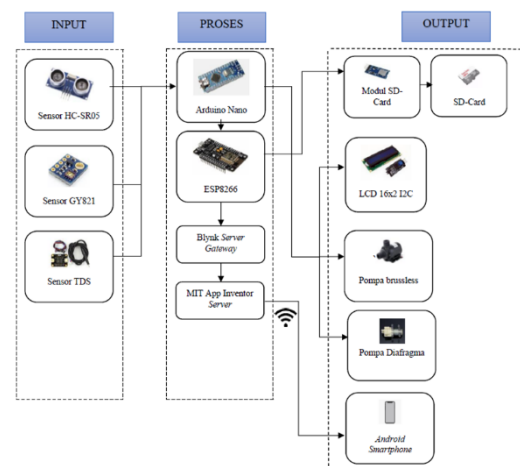 INPUT
PROSES
OUTPUT
Sensor HC-SR05
Sensor GY821
Sensor TDS
Arduino Nano
ESP8266
Blynk Server
Gateway
MIT App Inventor
Server
Modul SD-
Card
SD-Card
LCD 16x2 I2C
Pompa brussless
Pompa Diafragma
Android
Smartphone